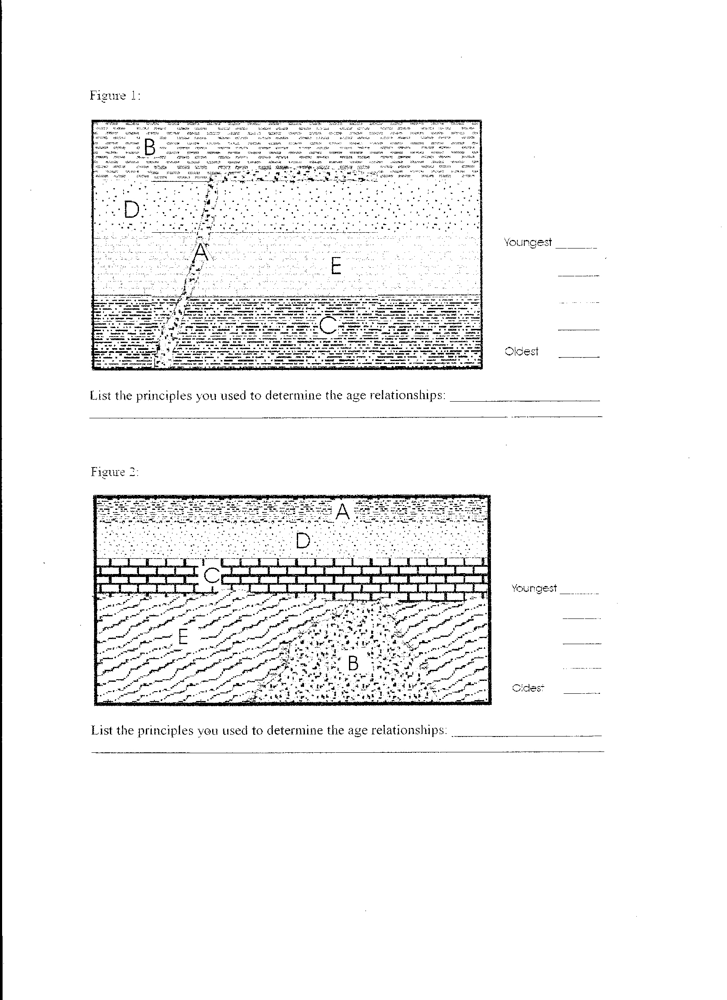 Figure 1:
B
D
A
E
Youngest
C
Oldest
List the principles you used to determine the age relationships:
Figure 2:
A
D
C
Youngest
E
B
Oldest
List the principles you used to determine the age relationships: